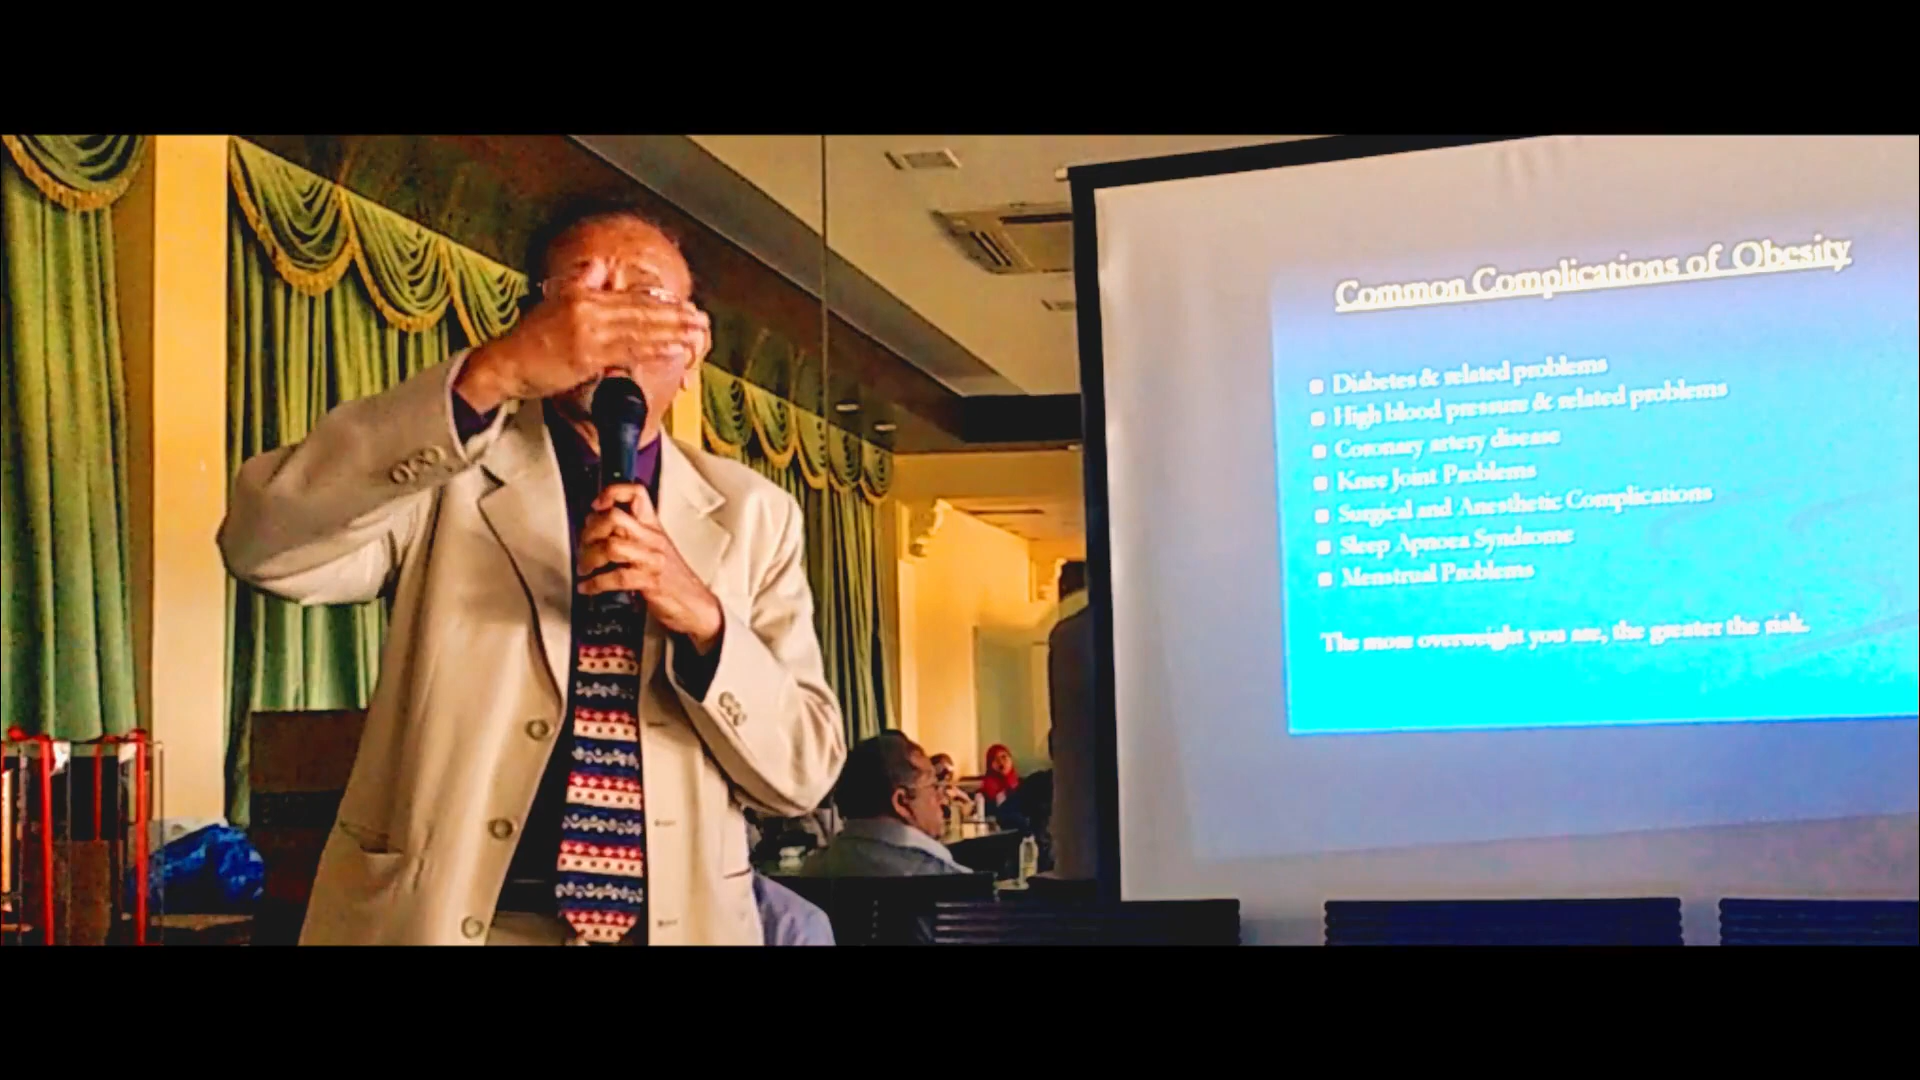 Common Complications of Obesity
Diabetes & related problems
High blood pressure & related problems
Coronary artery disease
Knee Joint Problems
Surgical and Anesthetic Complications
Sleep Apnoea Syndrome
Menstrual Problems
The more overweight you are, the greater the risk.